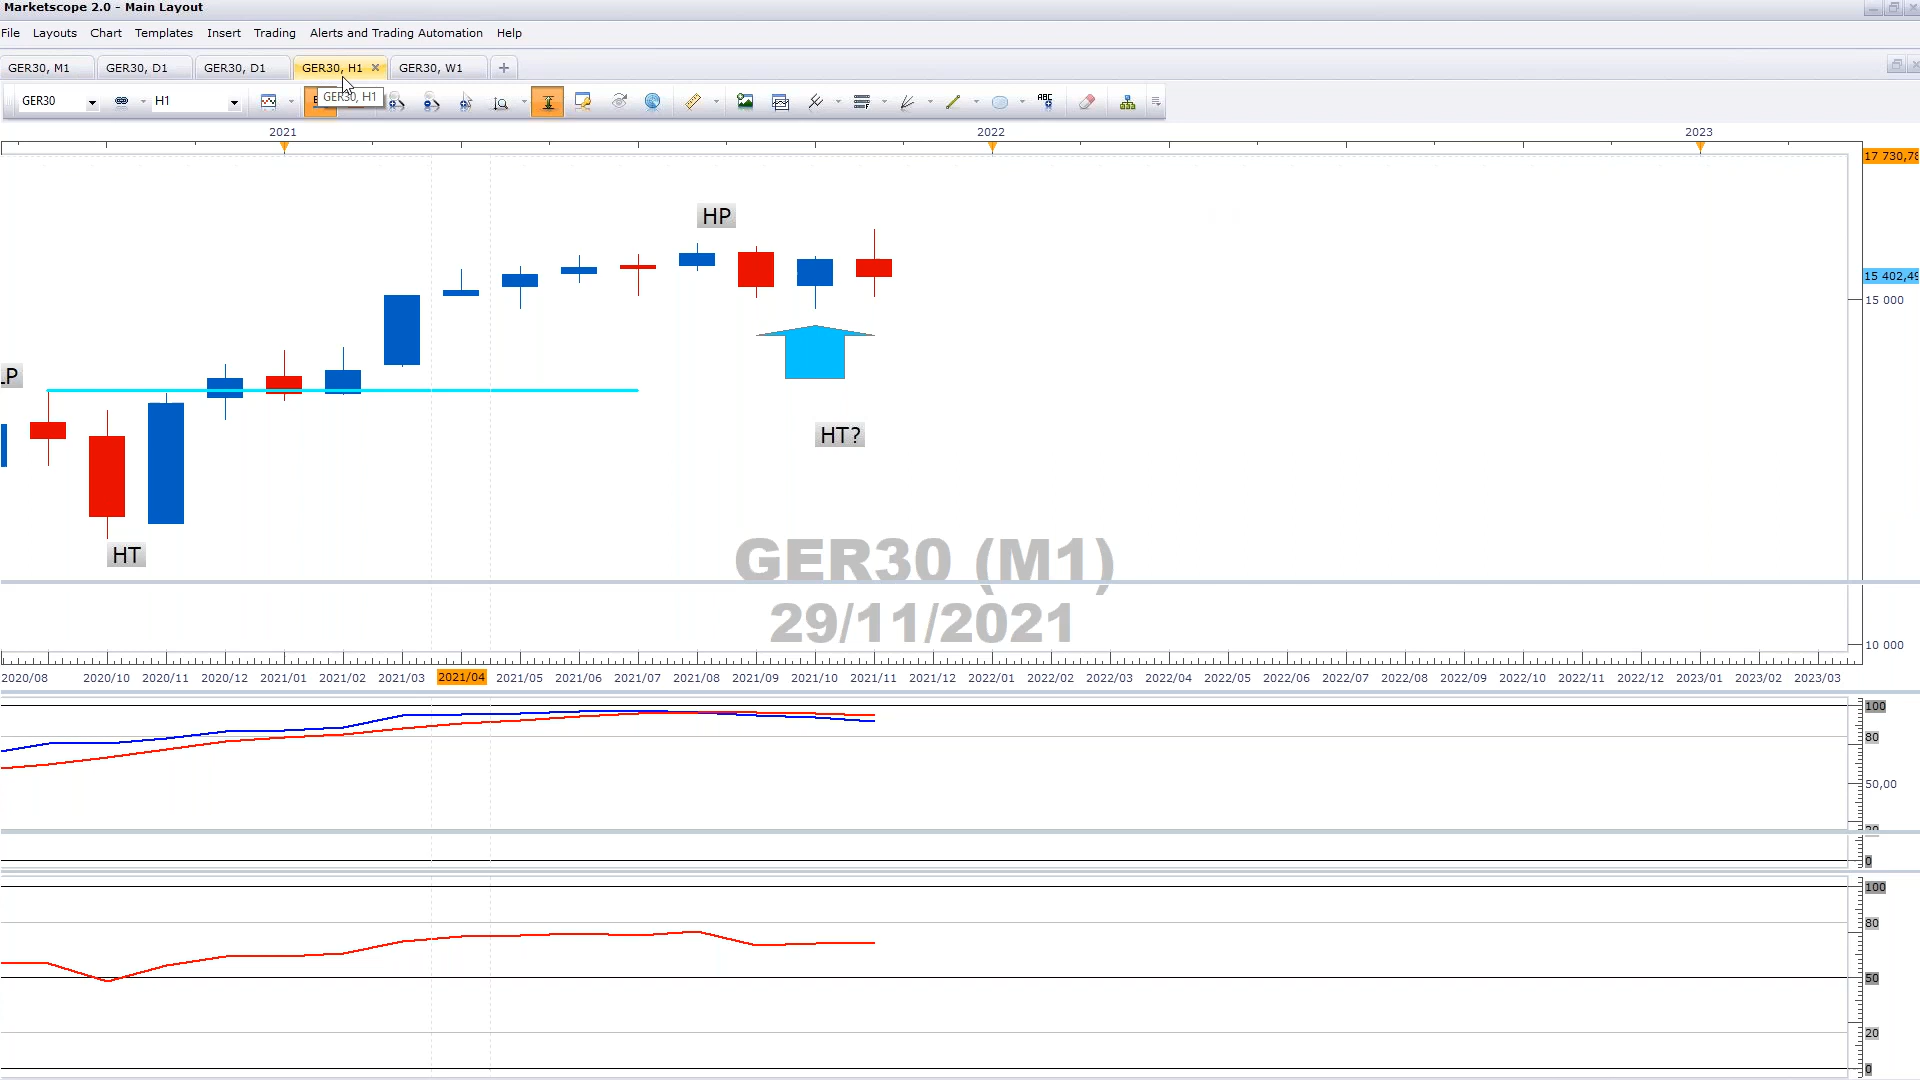 Marketscope 2.0 - Main Layout
File Layouts Chart Templates Insert Trading Alerts and Trading Automation Help
GER30, M1 GER30, D1 GER30, D1 GER30, H1 GER30, W1
GER30 H1 GER30, H1 ABC
2021 2022 2023
17 730,78
HP
15 402,49
15 000
LP
HT?
HT
GER30 (M1)
29/11/2021
10 000
2020/08 2020/10 2020/11 2020/12 2021/01 2021/02 2021/03 2021/04 2021/05 2021/06 2021/07 2021/08 2021/09 2021/10 2021/11 2021/12 2022/01 2022/02 2022/03 2022/04 2022/05 2022/06 2022/07 2022/08 2022/09 2022/10 2022/11 2022/12 2023/01 2023/02 2023/03
100
80
50,00
20
0
100
80
50
20
0